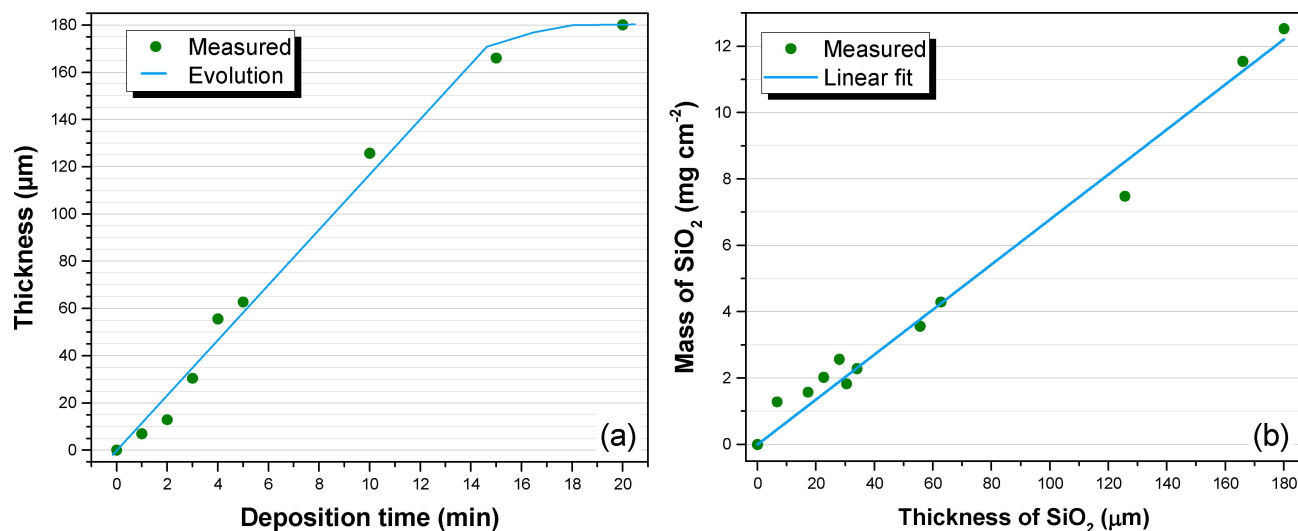 180
160
140
120
100
80
60
40
20
0
Thickness (µm)
Measured
Evolution
(a)
0 2 4 6 8 10 12 14 16 18 20
Deposition time (min)
12
10
8
6
4
2
0
Mass of SiO₂ (mg cm⁻²)
Measured
Linear fit
(b)
0 20 40 60 80 100 120 140 160 180
Thickness of SiO₂ (µm)